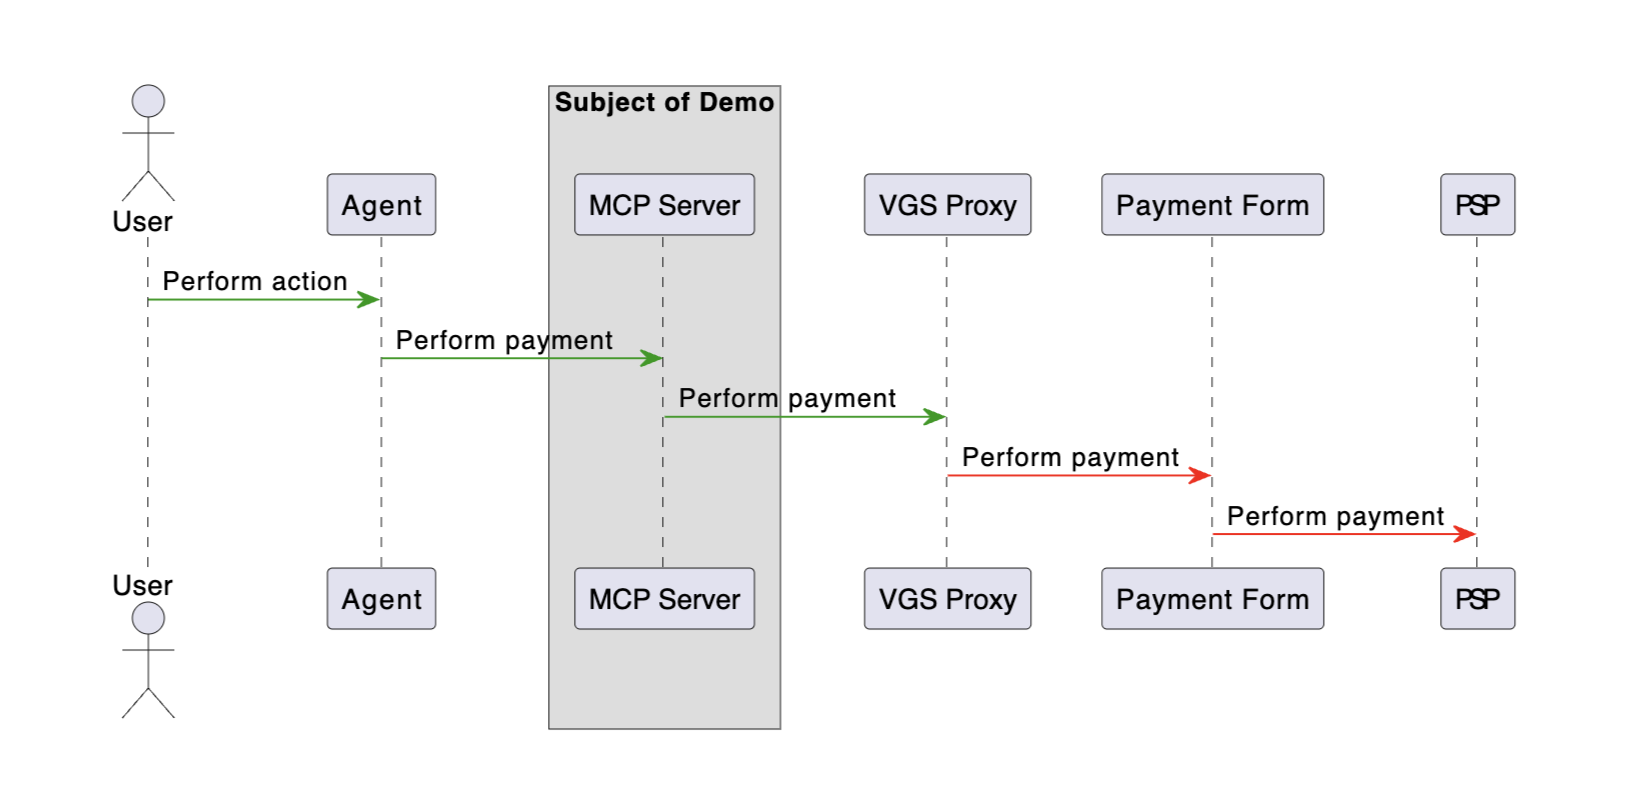 Subject of Demo
User
Agent
MCP Server
VGS Proxy
Payment Form
PSP
Perform action
Perform payment
Perform payment
Perform payment
Perform payment
User
Agent
MCP Server
VGS Proxy
Payment Form
PSP